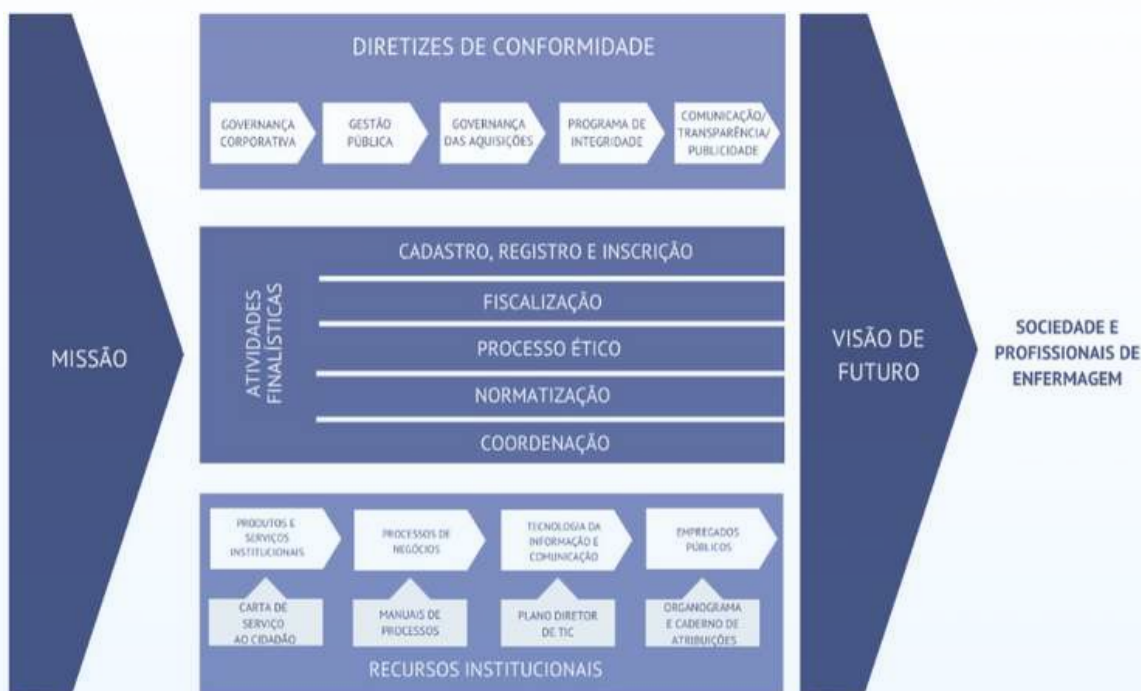 DIRETIZES DE CONFORMIDADE
GOVERNANÇA
CORPORATIVA
GESTÃO
PÚBLICA
GOVERNANÇA
DAS AQUISIÇÕES
PROGRAMA DE
INTEGRIDADE
COMUNICAÇÃO/
TRANSPARÊNCIA/
PUBLICIDADE
MISSÃO
ATIVIDADES
FINALÍSTICAS
CADASTRO, REGISTRO E INSCRIÇÃO
FISCALIZAÇÃO
PROCESSO ÉTICO
NORMATIZAÇÃO
COORDENAÇÃO
VISÃO DE
FUTURO
SOCIEDADE E
PROFISSIONAIS DE
ENFERMAGEM
PRODUTOS E
SERVIÇOS
INSTITUCIONAIS
PROCESSOS DE
NEGÓCIOS
TECNOLOGIA DA
INFORMAÇÃO E
COMUNICAÇÃO
EMPREGADOS
PÚBLICOS
CARTA DE
SERVIÇO
AO CIDADÃO
MANUAIS DE
PROCESSOS
PLANO DIRETOR
DE TIC
ORGANOGRAMA
E CADERNO DE
ATRIBUIÇÕES
RECURSOS INSTITUCIONAIS